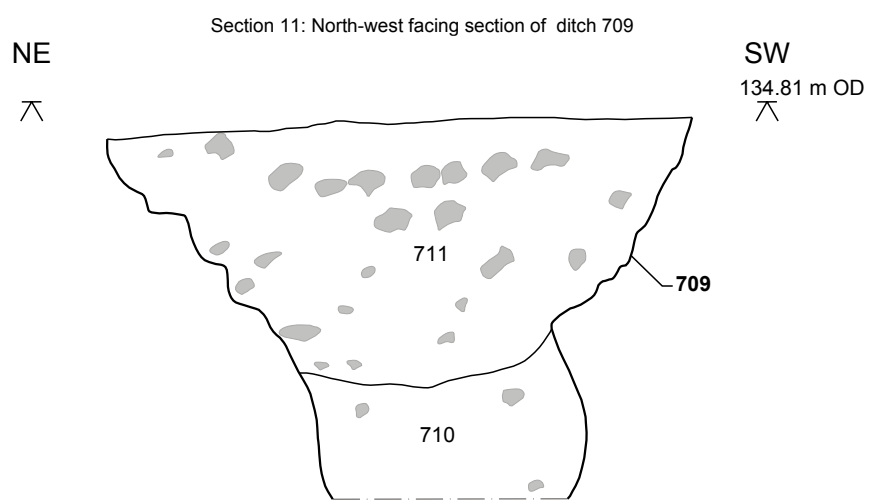 Section 11: North-west facing section of ditch 709
NE
SW
134.81 m OD
711
709
710